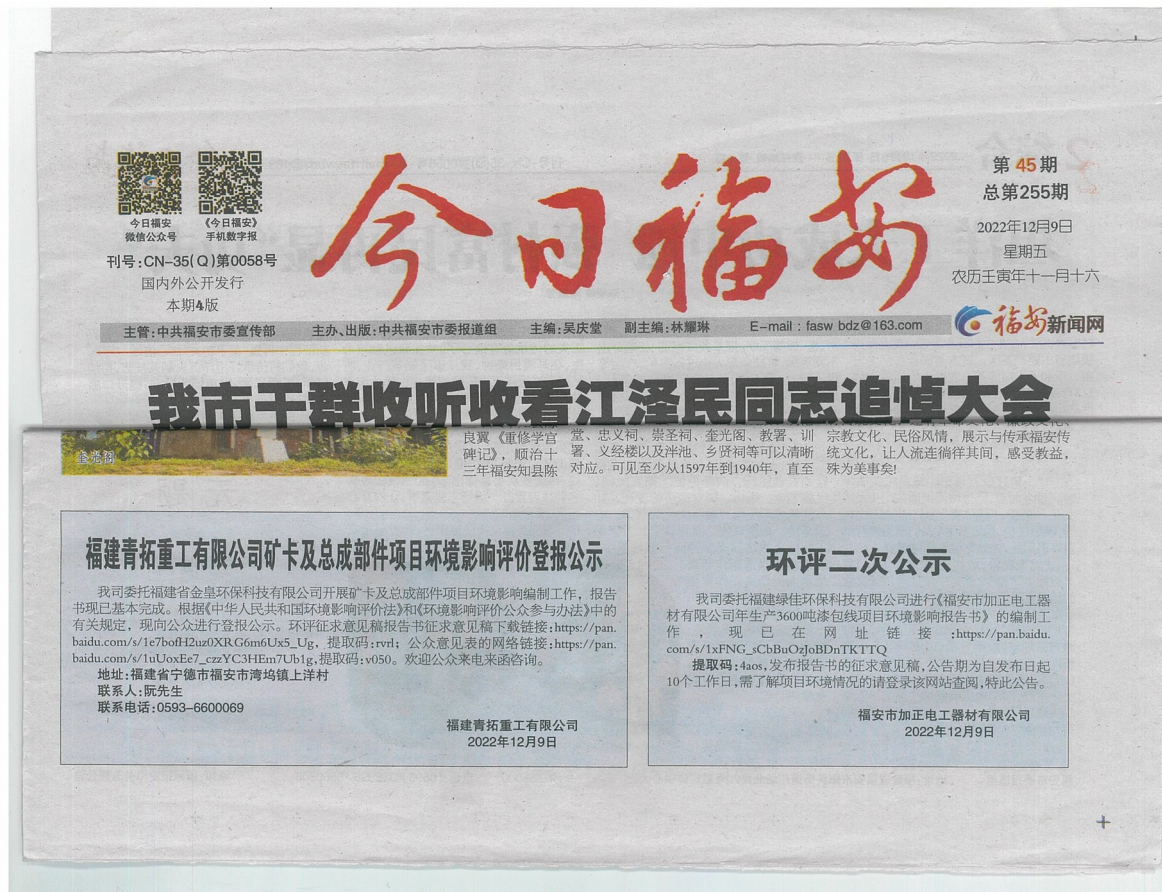 今日福安
微信公众号
《今日福安》
手机数字报
刊号:CN-35(Q)第0058号
国内外公开发行
本期4版
今日福安
第45期
总第255期
2022年12月9日
星期五
农历壬寅年十一月十六
主管:中共福安市委宣传部 主办、出版:中共福安市委报道组 主编:吴庆堂 副主编:林耀琳 E-mail:fasw bdz@163.com
福安新闻网
我市干群收听收看江泽民同志追悼大会
奎光阁
良翼《重修学宫
碑记》,顺治十
三年福安知县陈
堂、忠义祠、崇圣祠、奎光阁、教署、训
署、义经楼以及泮池、乡贤祠等可以清晰
对应。可见至少从1597年到1940年,直至
宗教文化、民俗风情,展示与传承福安传
统文化,让人流连徜徉其间,感受教益,
殊为美事矣!
福建青拓重工有限公司矿卡及总成部件项目环境影响评价登报公示
我司委托福建省金皇环保科技有限公司开展矿卡及总成部件项目环境影响编制工作,报告
书现已基本完成。根据《中华人民共和国环境影响评价法》和《环境影响评价公众参与办法》中的
有关规定,现向公众进行登报公示。环评征求意见稿报告书征求意见稿下载链接:https://pan.
baidu.com/s/1e7bofH2uz0XRG6m6Ux5_Ug,提取码:rvrl;公众意见表的网络链接:https://pan.
baidu.com/s/1uUoxEe7_czzYC3HEm7Ub1g,提取码:v050。欢迎公众来电来函咨询。
地址:福建省宁德市福安市湾坞镇上洋村
联系人:阮先生
联系电话:0593-6600069
福建青拓重工有限公司
2022年12月9日
环评二次公示
我司委托福建绿佳环保科技有限公司进行《福安市加正电工器
材有限公司年生产3600吨漆包线项目环境影响报告书》的编制工
作,现已在网址链接:https://pan.baidu.
com/s/1xFNG_sCbBuOzJoBDnTKTTQ
提取码:4aos,发布报告书的征求意见稿,公告期为自发布日起
10个工作日,需了解项目环境情况的请登录该网站查阅,特此公告。
福安市加正电工器材有限公司
2022年12月9日